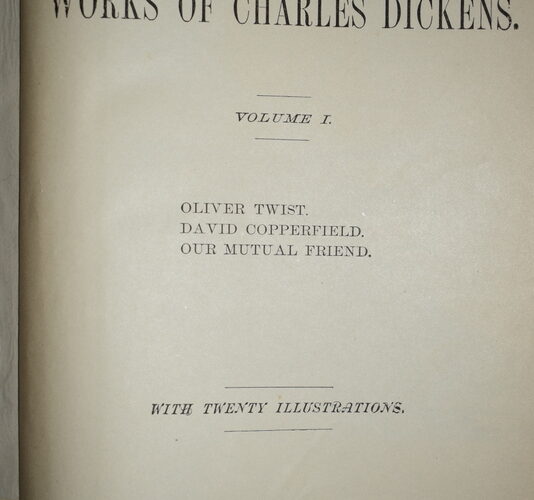 WORKS OF CHARLES DICKENS.
VOLUME I.
OLIVER TWIST.
DAVID COPPERFIELD.
OUR MUTUAL FRIEND.
WITH TWENTY ILLUSTRATIONS.